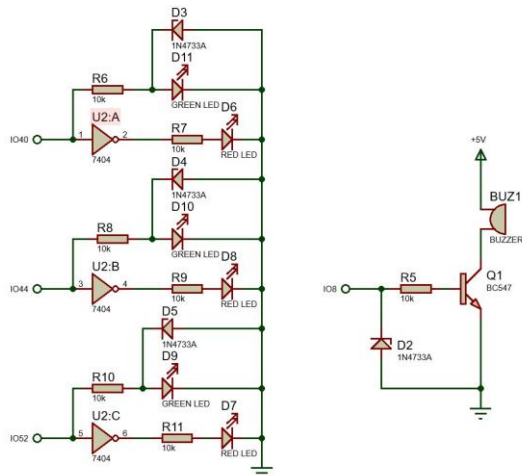 D3
1N4733A
D11
R6
10k
GREEN LED
U2:A
D6
IO40
1
2
R7
7404
10k
RED LED
D4
1N4733A
D10
R8
10k
GREEN LED
U2:B
D8
IO44
3
4
R9
7404
10k
RED LED
D5
1N4733A
D9
R10
10k
GREEN LED
U2:C
D7
IO52
5
6
R11
7404
10k
RED LED
+5V
BUZ1
BUZZER
Q1
BC547
IO8
R5
10k
D2
1N4733A